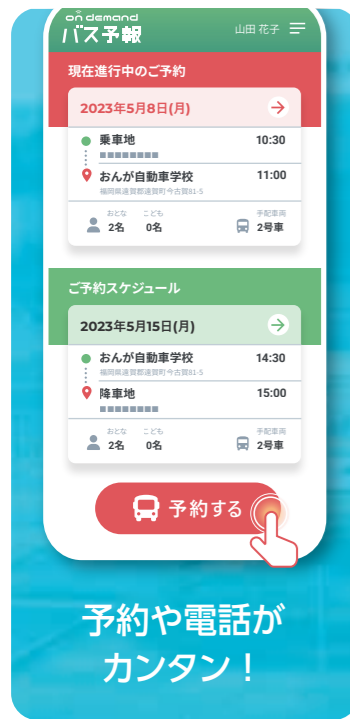 on demand
バス予報
山田 花子
現在進行中のご予約
2023年5月8日(月)
乗車地 10:30
■■■■■■■■
おんが自動車学校 11:00
福岡県遠賀郡遠賀町今古賀81-5
おとな こども 手配車両
2名 0名 2号車
ご予約スケジュール
2023年5月15日(月)
おんが自動車学校 14:30
福岡県遠賀郡遠賀町今古賀81-5
降車地 15:00
■■■■■■■■
おとな こども 手配車両
2名 0名 2号車
予約する
予約や電話が
カンタン！